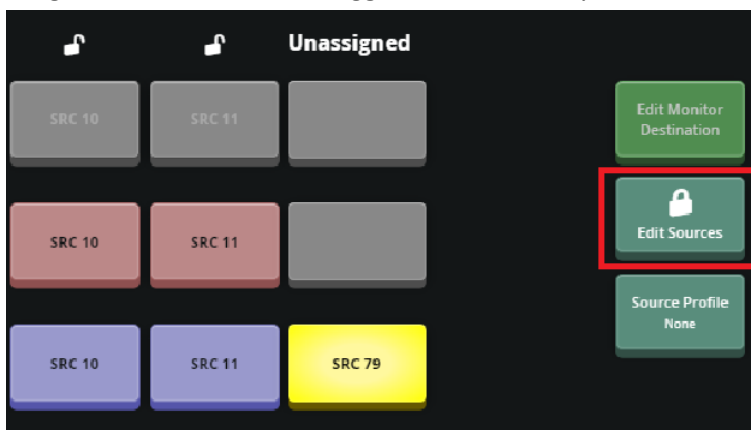 Unassigned
SRC 10 SRC 11
Edit Monitor
Destination
Edit Sources
SRC 10 SRC 11
Source Profile
None
SRC 10 SRC 11 SRC 79